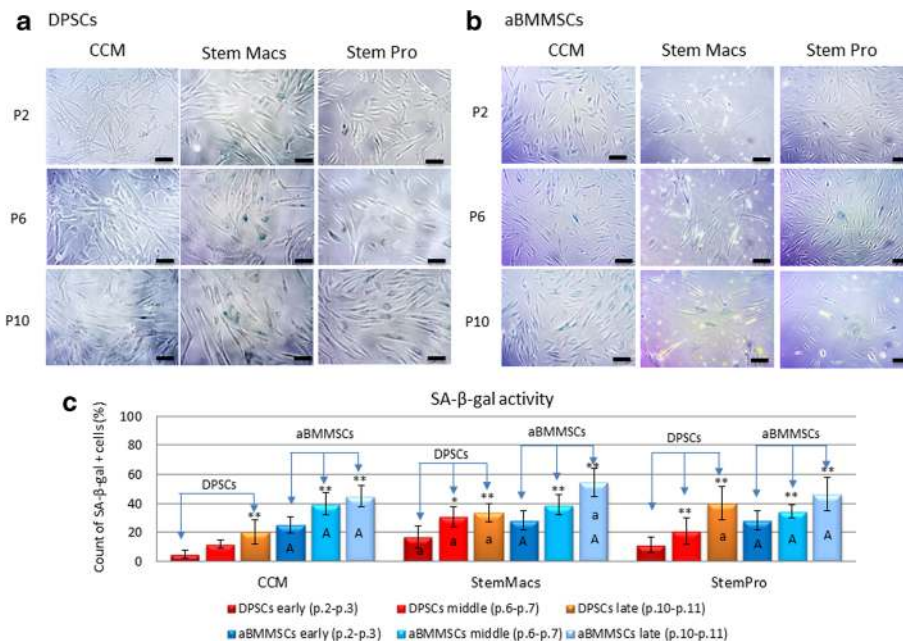 a DPSCs
CCM Stem Macs Stem Pro
P2
P6
P10
b aBMMSCs
CCM Stem Macs Stem Pro
P2
P6
P10
c SA-β-gal activity
Count of SA-β-gal + cells (%)
100
80
60
40
20
0
DPSCs
**
aBMMSCs
** **
A A A
DPSCs
* **
a a a
aBMMSCs
** **
A A a
A
DPSCs
** **
a
aBMMSCs
** **
A A A
CCM StemMacs StemPro
DPSCs early (p.2-p.3) DPSCs middle (p.6-p.7) DPSCs late (p.10-p.11)
aBMMSCs early (p.2-p.3) aBMMSCs middle (p.6-p.7) aBMMSCs late (p.10-p.11)